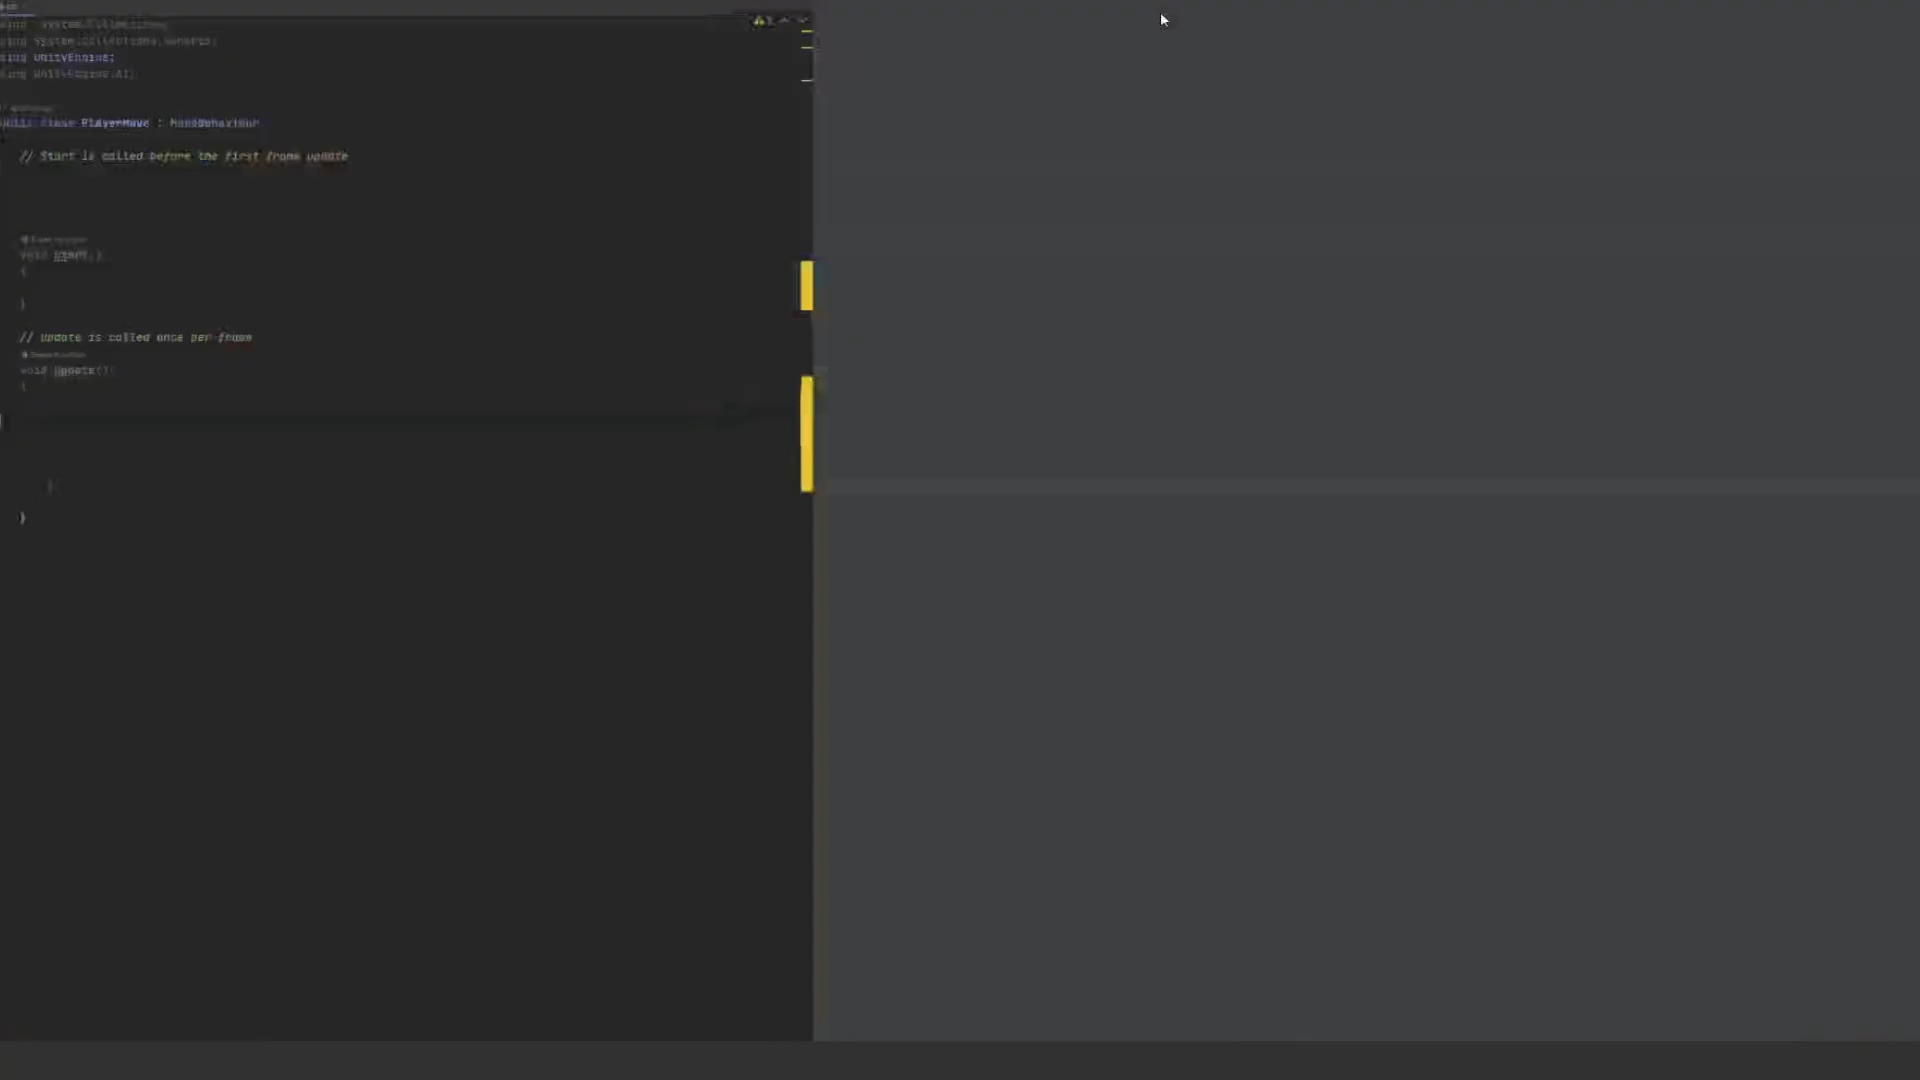 using System.Collections;
using System.Collections.Generic;
using UnityEngine;
using UnityEngine.AI;
public class PlayerMove : MonoBehaviour
// Start is called before the first frame update
void Start()
{
}
// Update is called once per frame
void Update()
{
}
}